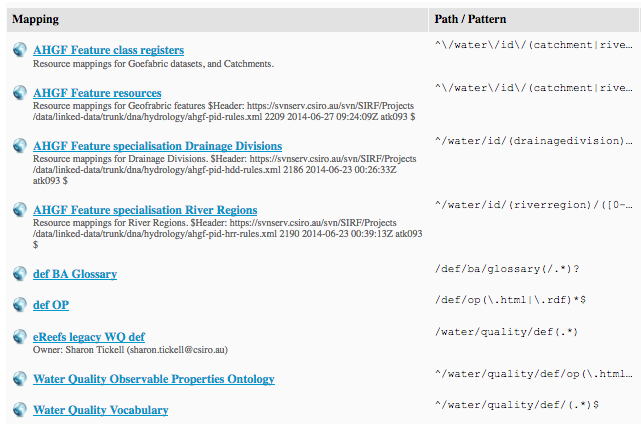 Mapping Path / Pattern
AHGF Feature class registers ^\/water\/id\/(catchment|rive…
Resource mappings for Goefabric datasets, and Catchments.
AHGF Feature resources ^\/water\/id\/(catchment|rive…
Resource mappings for Geofrabric features $Header: https://svnserv.csiro.au/svn/SIRF/Projects
/data/linked-data/trunk/dna/hydrology/ahgf-pid-rules.xml 2209 2014-06-27 09:24:09Z atk093 $
AHGF Feature specialisation Drainage Divisions ^/water/id/(drainagedivision)…
Resource mappings for Drainage Divisions. $Header: https://svnserv.csiro.au/svn/SIRF/Projects
/data/linked-data/trunk/dna/hydrology/ahgf-pid-hdd-rules.xml 2186 2014-06-23 00:26:33Z
atk093 $
AHGF Feature specialisation River Regions ^/water/id/(riverregion)/([0-…
Resource mappings for River Regions. $Header: https://svnserv.csiro.au/svn/SIRF/Projects
/data/linked-data/trunk/dna/hydrology/ahgf-pid-hrr-rules.xml 2190 2014-06-23 00:39:13Z atk093
$
def BA Glossary /def/ba/glossary(/.*)?
def OP /def/op(\.html|\.rdf)*$
eReefs legacy WQ def /water/quality/def(.*)
Owner: Sharon Tickell (sharon.tickell@csiro.au)
Water Quality Observable Properties Ontology ^/water/quality/def/op(\.html…
Water Quality Vocabulary ^/water/quality/def/(.*)$